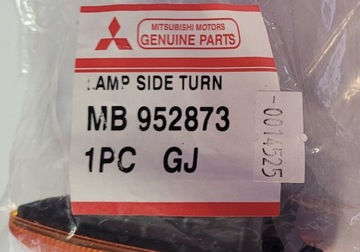 MITSUBISHI MOTORS
GENUINE PARTS
LAMP SIDE TURN
MB 952873
1PC GJ
-0014525